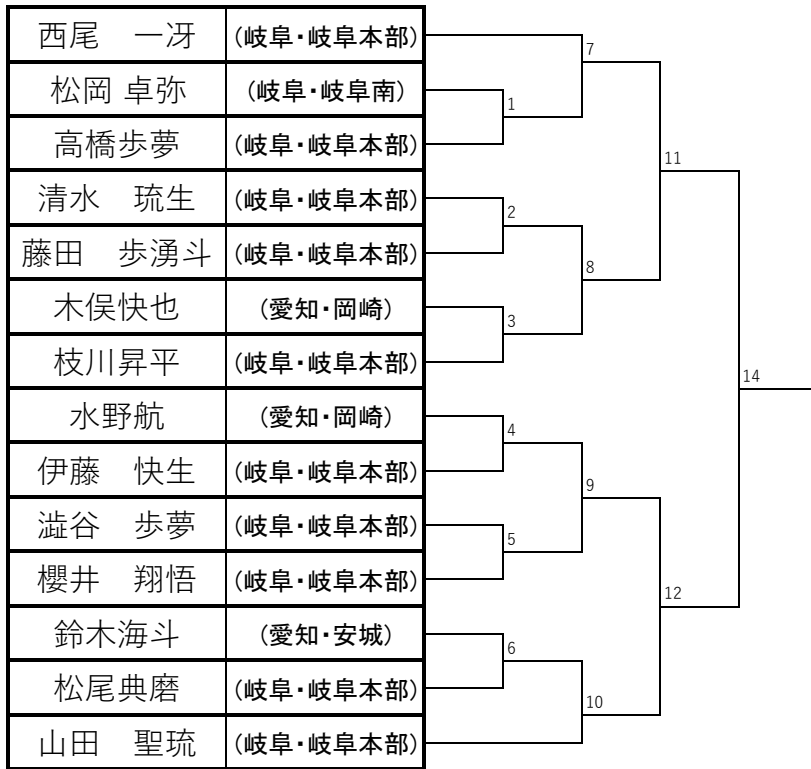 西尾　一冴 (岐阜・岐阜本部)
松岡 卓弥 (岐阜・岐阜南)
高橋歩夢 (岐阜・岐阜本部)
清水　琉生 (岐阜・岐阜本部)
藤田　歩湧斗 (岐阜・岐阜本部)
木俣快也 (愛知・岡崎)
枝川昇平 (岐阜・岐阜本部)
水野航 (愛知・岡崎)
伊藤　快生 (岐阜・岐阜本部)
澁谷　歩夢 (岐阜・岐阜本部)
櫻井　翔悟 (岐阜・岐阜本部)
鈴木海斗 (愛知・安城)
松尾典磨 (岐阜・岐阜本部)
山田　聖琉 (岐阜・岐阜本部)
1
2
3
4
5
6
7
8
9
10
11
12
14